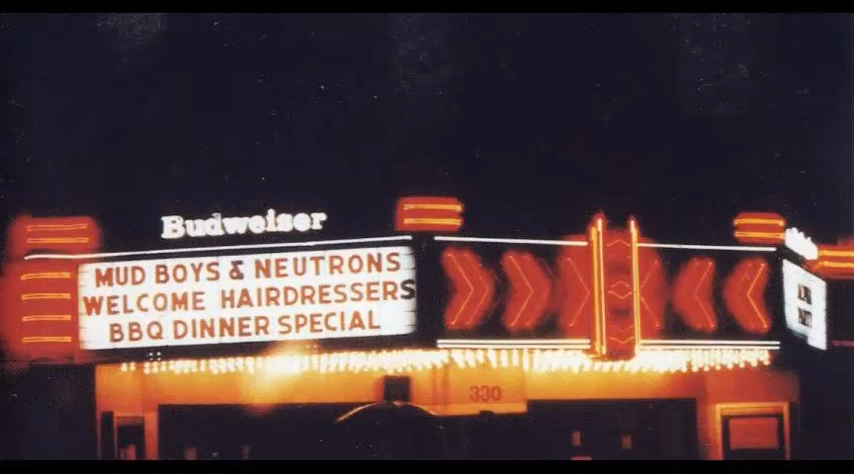 Budweiser
MUD BOYS & NEUTRONS
WELCOME HAIRDRESSERS
BBQ DINNER SPECIAL
330